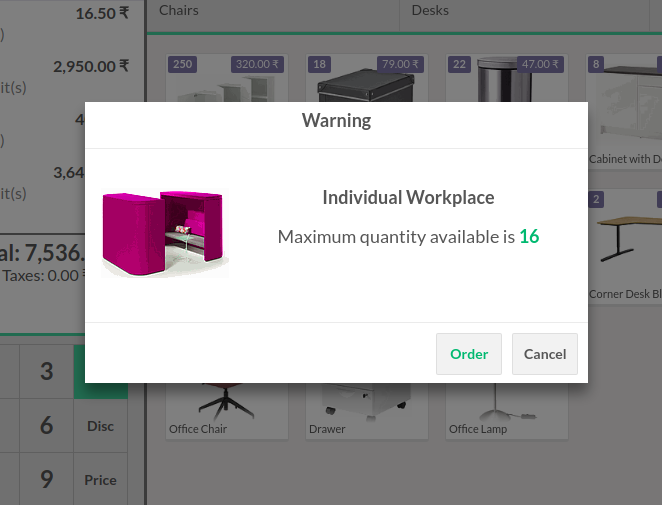 16.50 ₹
)
2,950.00 ₹
it(s)
4
)
3,64
it(s)
al: 7,536.
Taxes: 0.00
3
6
Disc
9
Price
Chairs
Desks
250
320.00 ₹
18
79.00 ₹
22
47.00 ₹
8
Cabinet with D
2
Corner Desk Bl
Office Chair
Drawer
Office Lamp
Warning
Individual Workplace
Maximum quantity available is 16
Order
Cancel